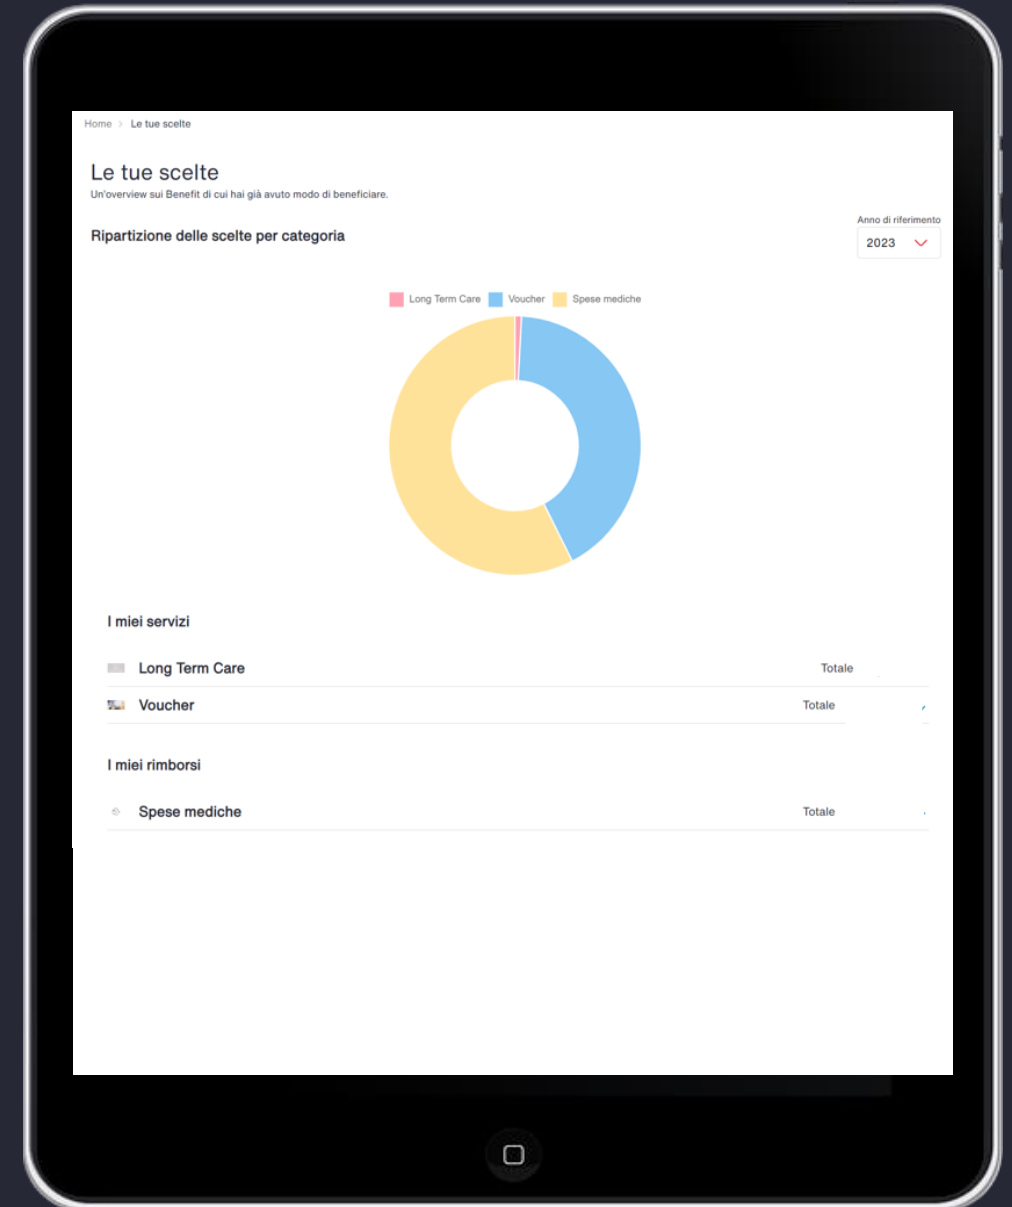 Home > Le tue scelte
Le tue scelte
Un'overview sui Benefit di cui hai già avuto modo di beneficiare.
Anno di riferimento
Ripartizione delle scelte per categoria
2023
Long Term Care Voucher Spese mediche
I miei servizi
Long Term Care Totale
Voucher Totale
I miei rimborsi
Spese mediche Totale